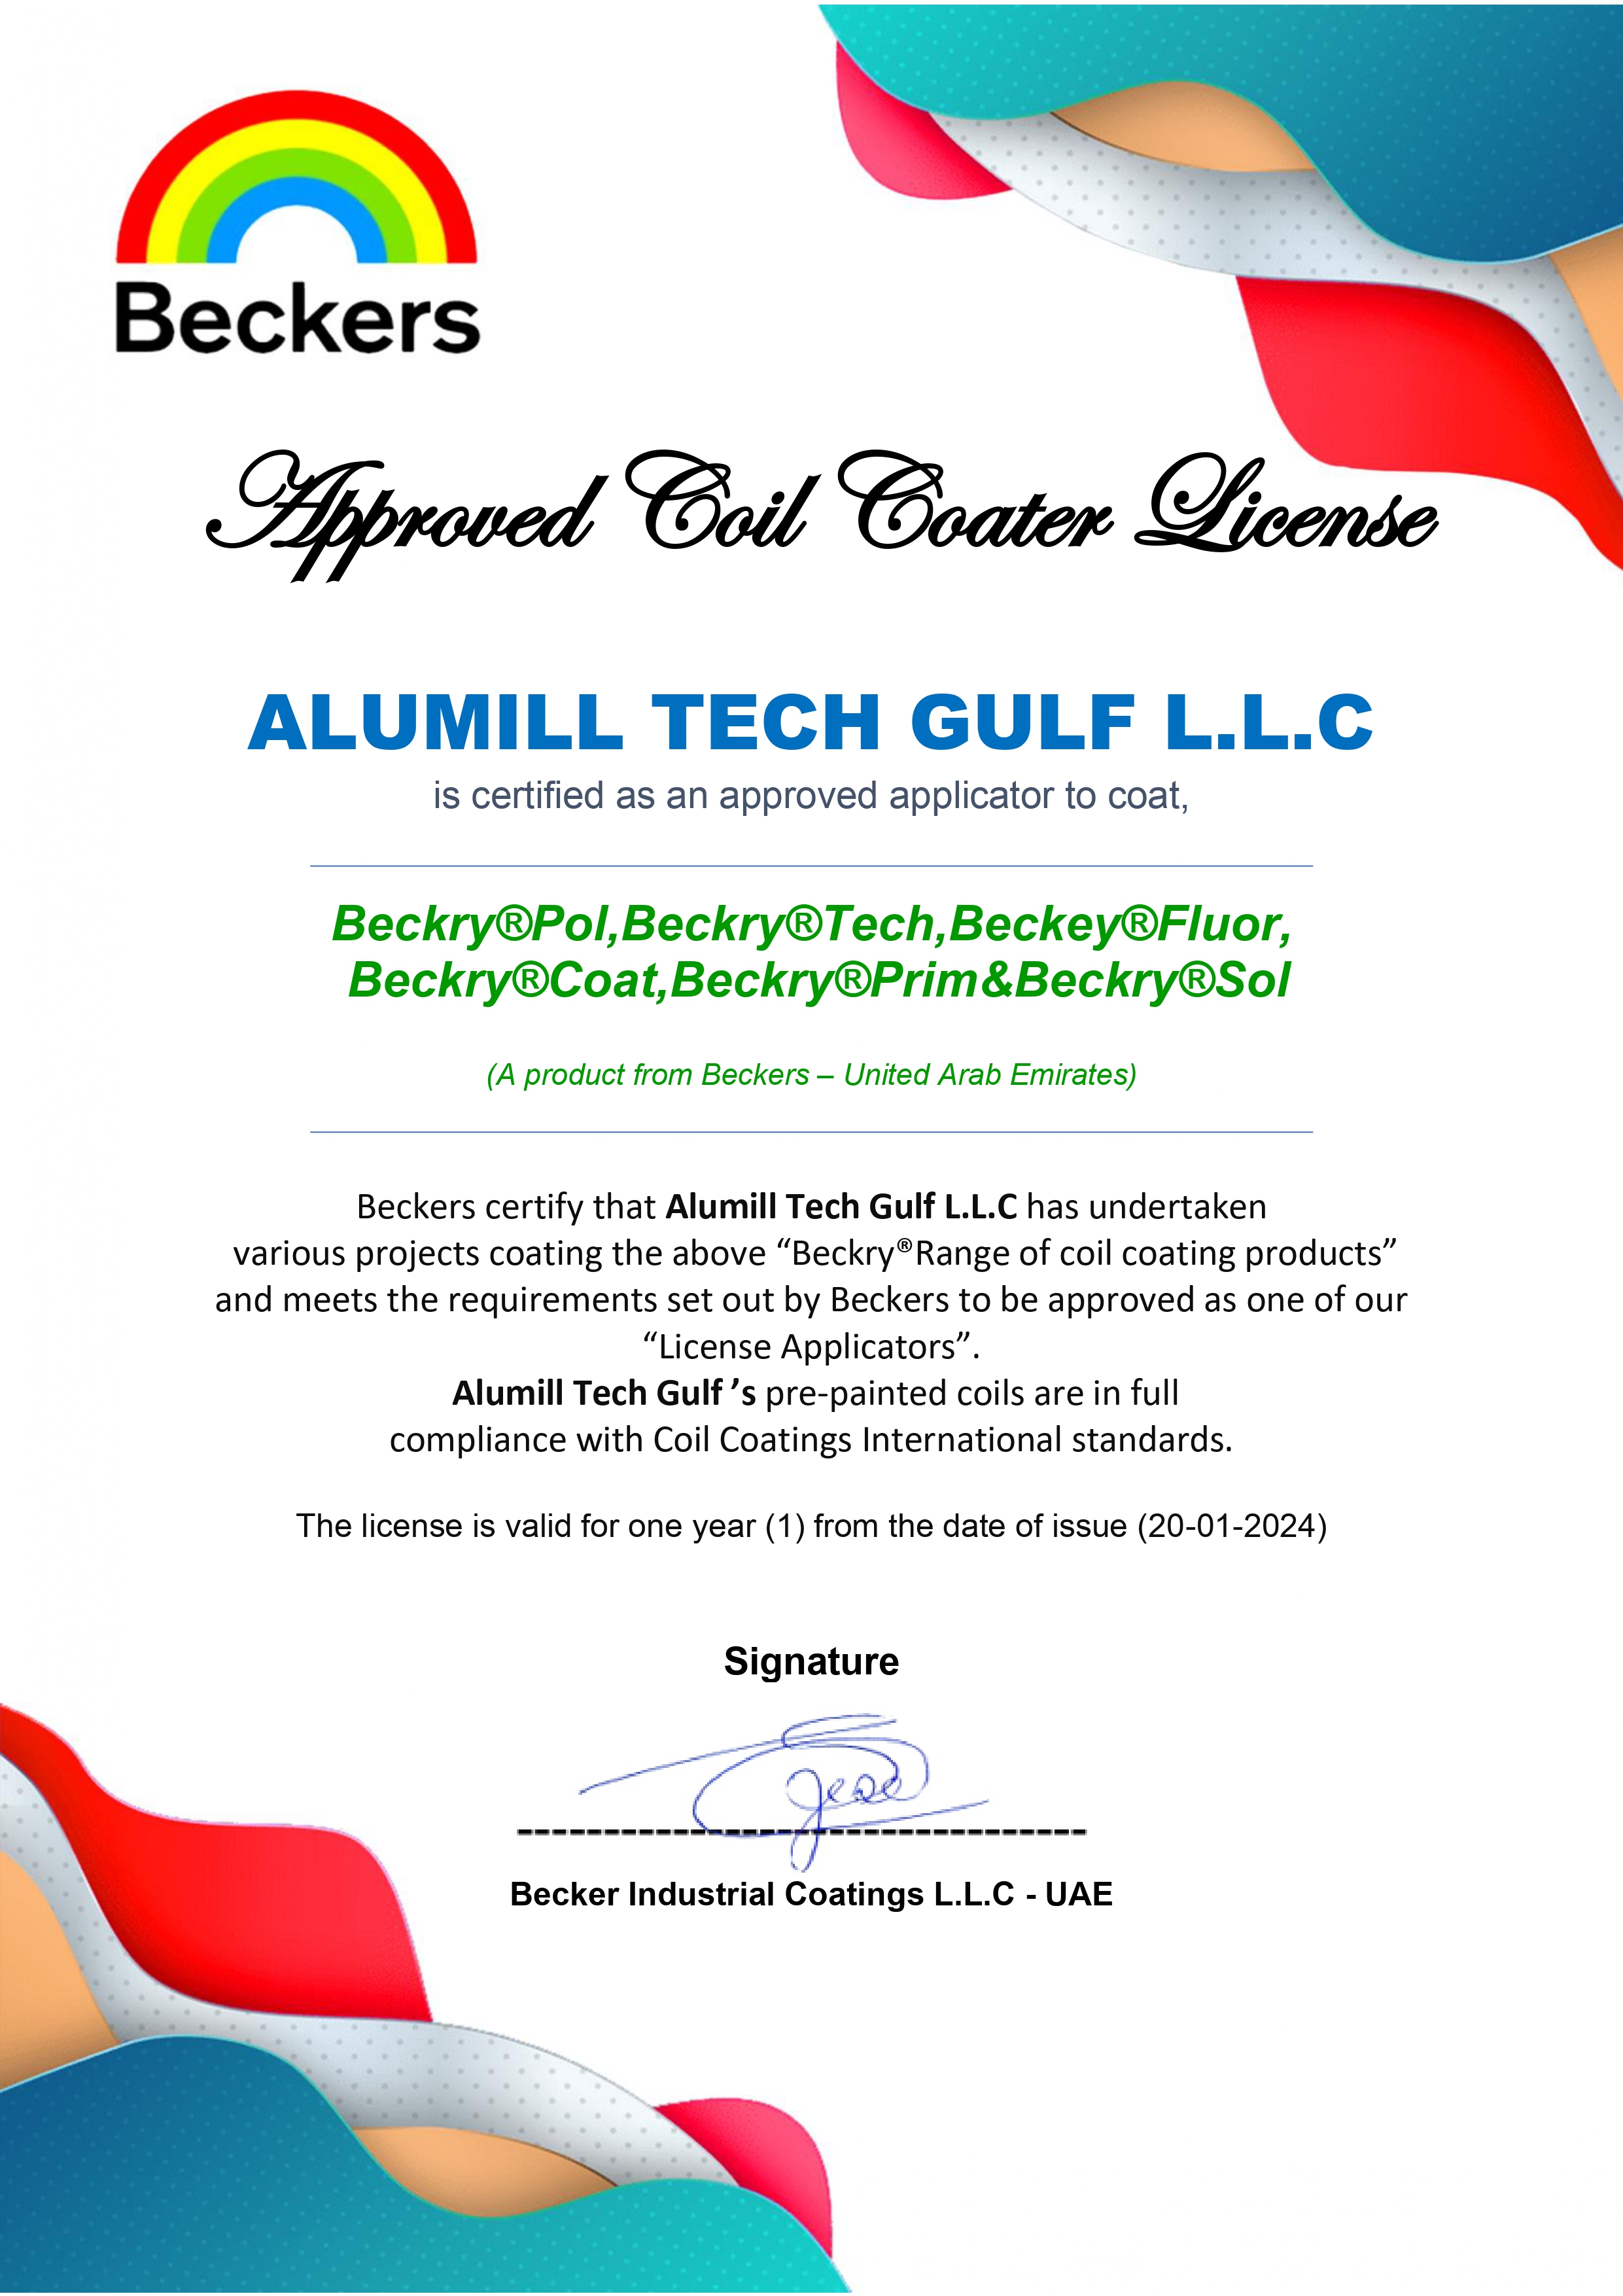 Beckers
Approved Coil Coater License
ALUMILL TECH GULF L.L.C
is certified as an approved applicator to coat,
Beckry®Pol,Beckry®Tech,Beckey®Fluor,
Beckry®Coat,Beckry®Prim&Beckry®Sol
(A product from Beckers – United Arab Emirates)
Beckers certify that Alumill Tech Gulf L.L.C has undertaken
various projects coating the above “Beckry®Range of coil coating products”
and meets the requirements set out by Beckers to be approved as one of our
“License Applicators”.
Alumill Tech Gulf ’s pre-painted coils are in full
compliance with Coil Coatings International standards.
The license is valid for one year (1) from the date of issue (20-01-2024)
Signature
Becker Industrial Coatings L.L.C - UAE